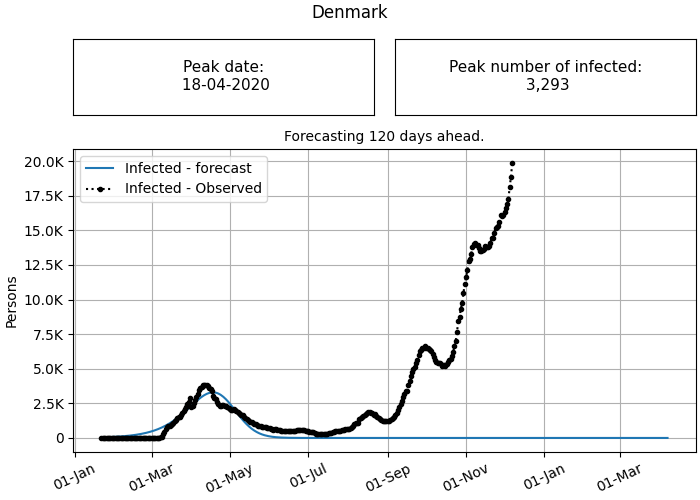 Denmark
Peak date:
18-04-2020
Peak number of infected:
3,293
Forecasting 120 days ahead.
Infected - forecast
Infected - Observed
20.0K
17.5K
15.0K
12.5K
10.0K
7.5K
5.0K
2.5K
0
Persons
01-Jan
01-Mar
01-May
01-Jul
01-Sep
01-Nov
01-Jan
01-Mar